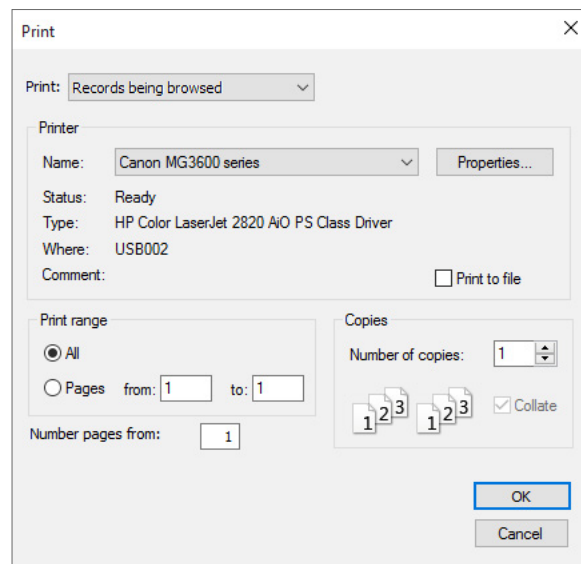 Print
Print: Records being browsed
Printer
Name: Canon MG3600 series Properties...
Status: Ready
Type: HP Color LaserJet 2820 AiO PS Class Driver
Where: USB002
Comment: Print to file
Print range
All
Pages from: 1 to: 1
Number pages from: 1
Copies
Number of copies: 1
1 2 3 1 2 3 Collate
OK
Cancel